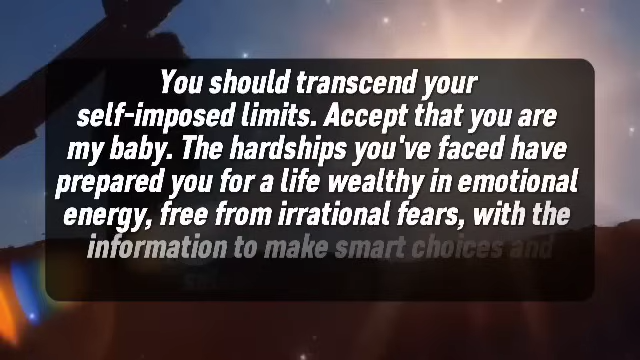 You should transcend your
self-imposed limits. Accept that you are
my baby. The hardships you've faced have
prepared you for a life wealthy in emotional
energy, free from irrational fears, with the
information to make smart choices and